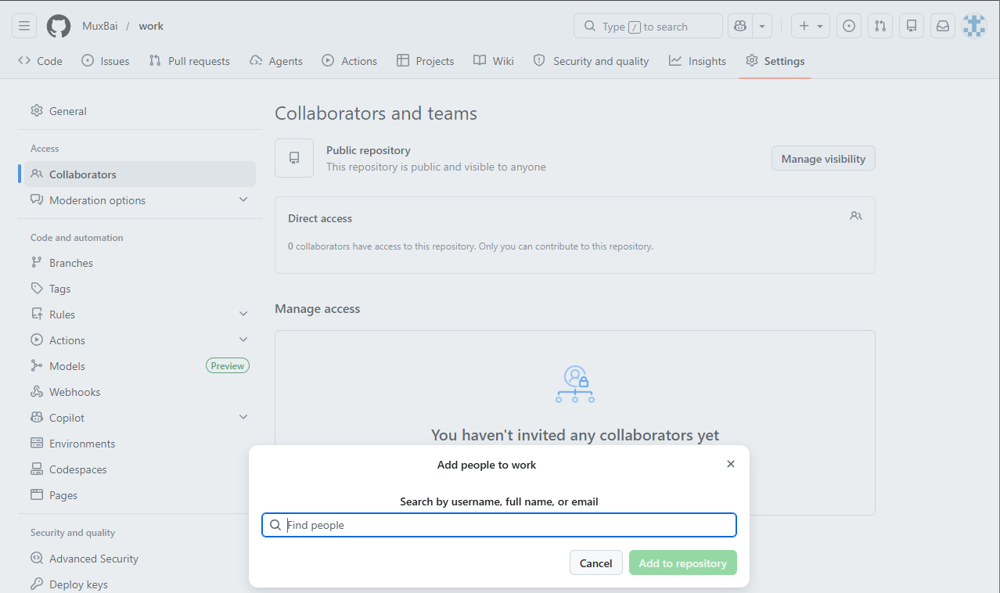 MuxBai / work
Type / to search
Code Issues Pull requests Agents Actions Projects Wiki Security and quality Insights Settings
General
Access
Collaborators
Moderation options
Code and automation
Branches
Tags
Rules
Actions
Models Preview
Webhooks
Copilot
Environments
Codespaces
Pages
Security and quality
Advanced Security
Deploy keys
Collaborators and teams
Public repository
This repository is public and visible to anyone
Manage visibility
Direct access
0 collaborators have access to this repository. Only you can contribute to this repository.
Manage access
You haven't invited any collaborators yet
Add people to work
Search by username, full name, or email
Find people
Cancel Add to repository